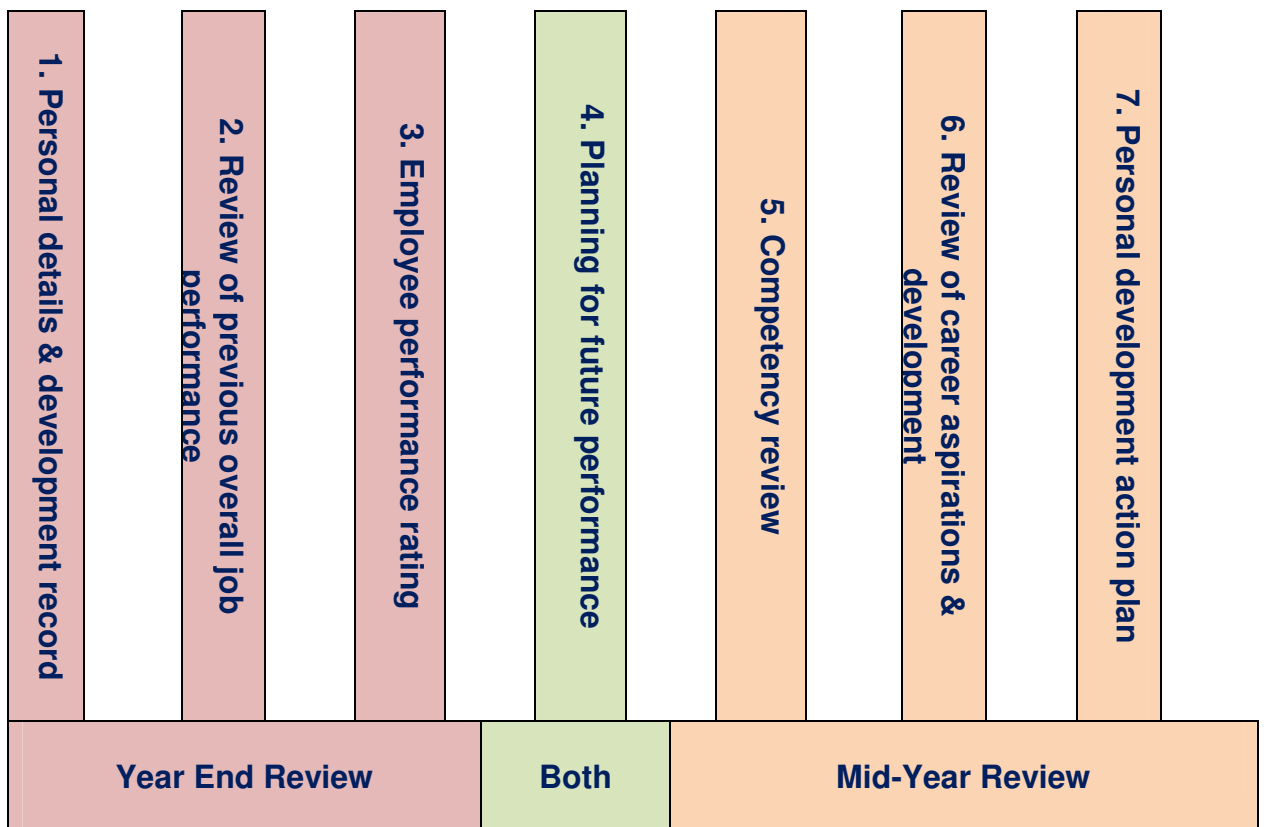 1. Personal details & development record
2. Review of previous overall job
performance
3. Employee performance rating
4. Planning for future performance
5. Competency review
6. Review of career aspirations &
development
7. Personal development action plan
Year End Review
Both
Mid-Year Review